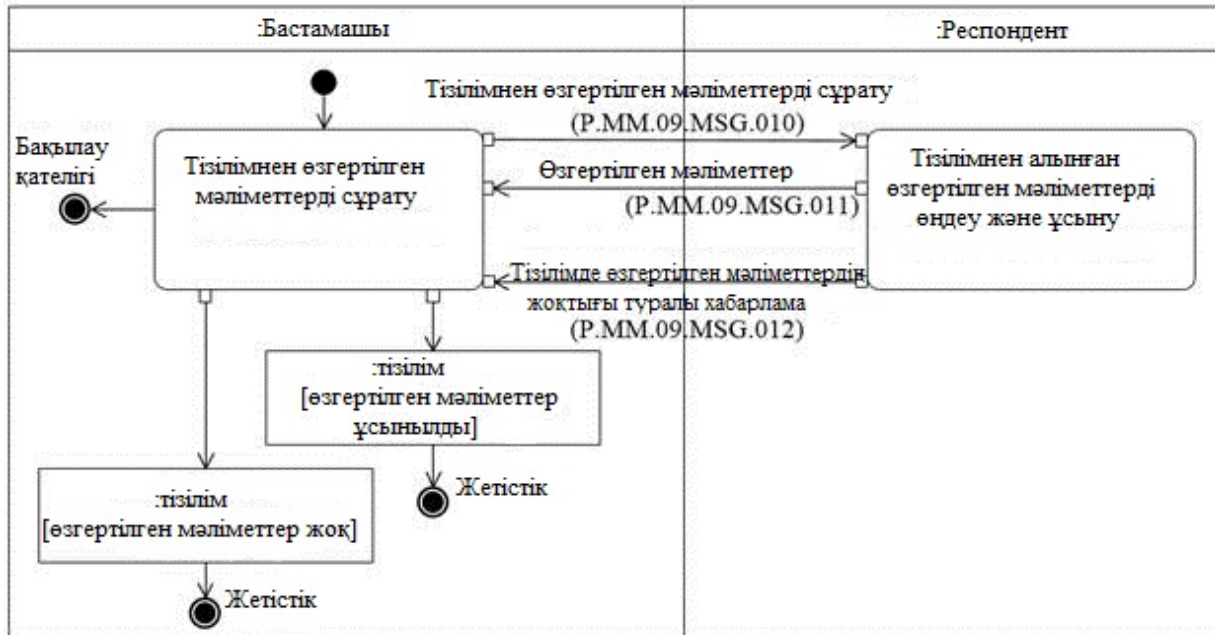 :Бастамашы
:Респондент
Тізілімнен өзгертілген мәліметтерді сұрату
(P.MM.09.MSG.010)
Бақылау
қателігі
Тізілімнен өзгертілген
мәліметтерді сұрату
Өзгертілген мәліметтер
(P.MM.09.MSG.011)
Тізілімнен алынған
өзгертілген мәліметтерді
өңдеу және ұсыну
Тізілімде өзгертілген мәліметтердің
жоқтығы туралы хабарлама
(P.MM.09.MSG.012)
:тізілім
[өзгертілген мәліметтер
ұсынылды]
Жетістік
:тізілім
[өзгертілген мәліметтер жоқ]
Жетістік